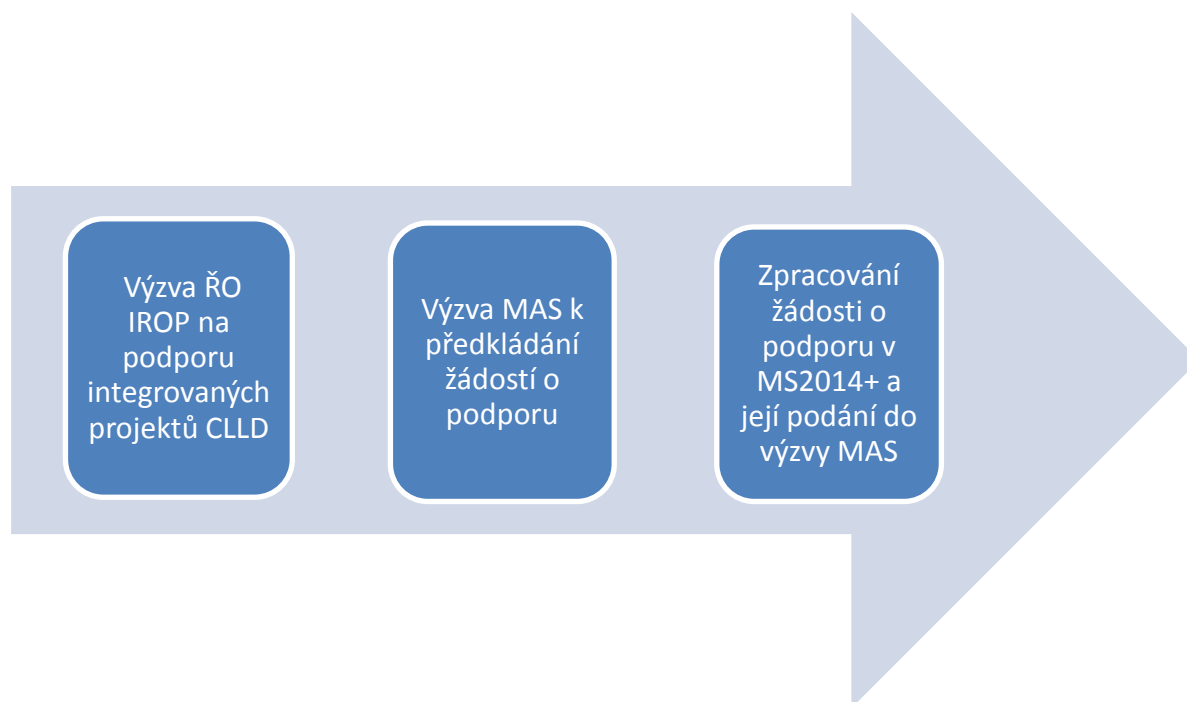 Výzva ŘO
IROP na
podporu
integrovaných
projektů CLLD
Výzva MAS k
předkládání
žádostí o
podporu
Zpracování
žádosti o
podporu v
MS2014+ a
její podání do
výzvy MAS